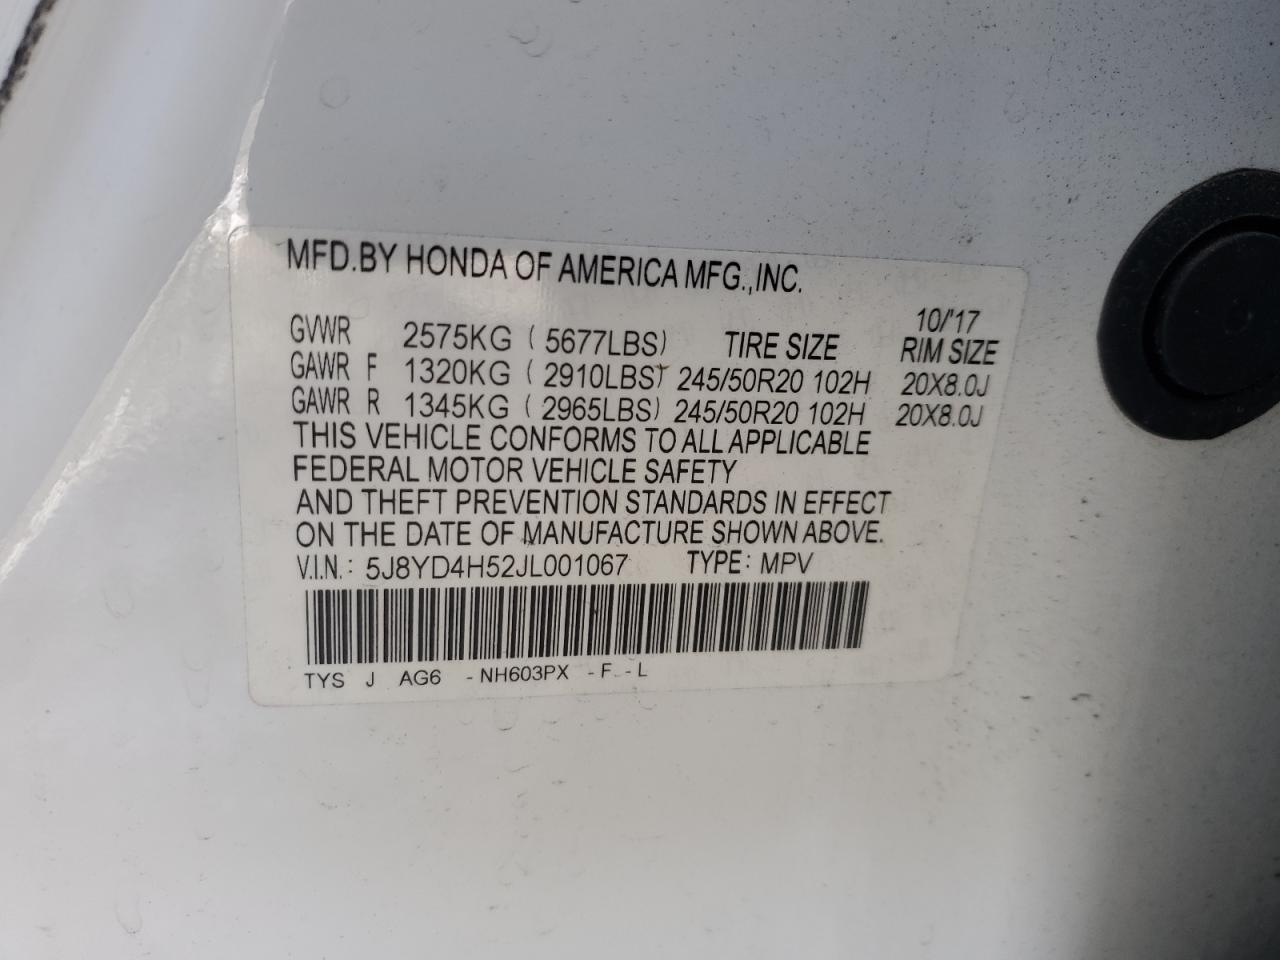 MFD.BY HONDA OF AMERICA MFG.,INC.
10/'17
GVWR 2575KG ( 5677LBS) TIRE SIZE RIM SIZE
GAWR F 1320KG ( 2910LBS) 245/50R20 102H 20X8.0J
GAWR R 1345KG ( 2965LBS) 245/50R20 102H 20X8.0J
THIS VEHICLE CONFORMS TO ALL APPLICABLE
FEDERAL MOTOR VEHICLE SAFETY
AND THEFT PREVENTION STANDARDS IN EFFECT
ON THE DATE OF MANUFACTURE SHOWN ABOVE.
V.I.N.: 5J8YD4H52JL001067 TYPE: MPV
TYS J AG6 -NH603PX -F -L